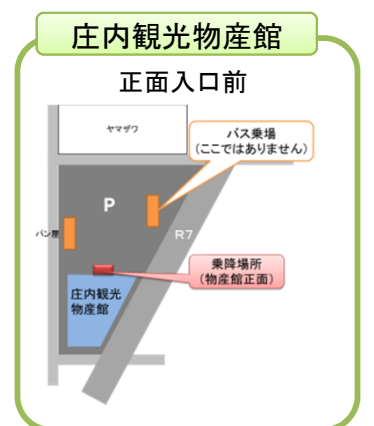 庄内観光物産館
正面入口前
ヤマザワ
バス乗場
（ここではありません）
P
パン屋
R7
乗降場所
（物産館正面）
庄内観光
物産館